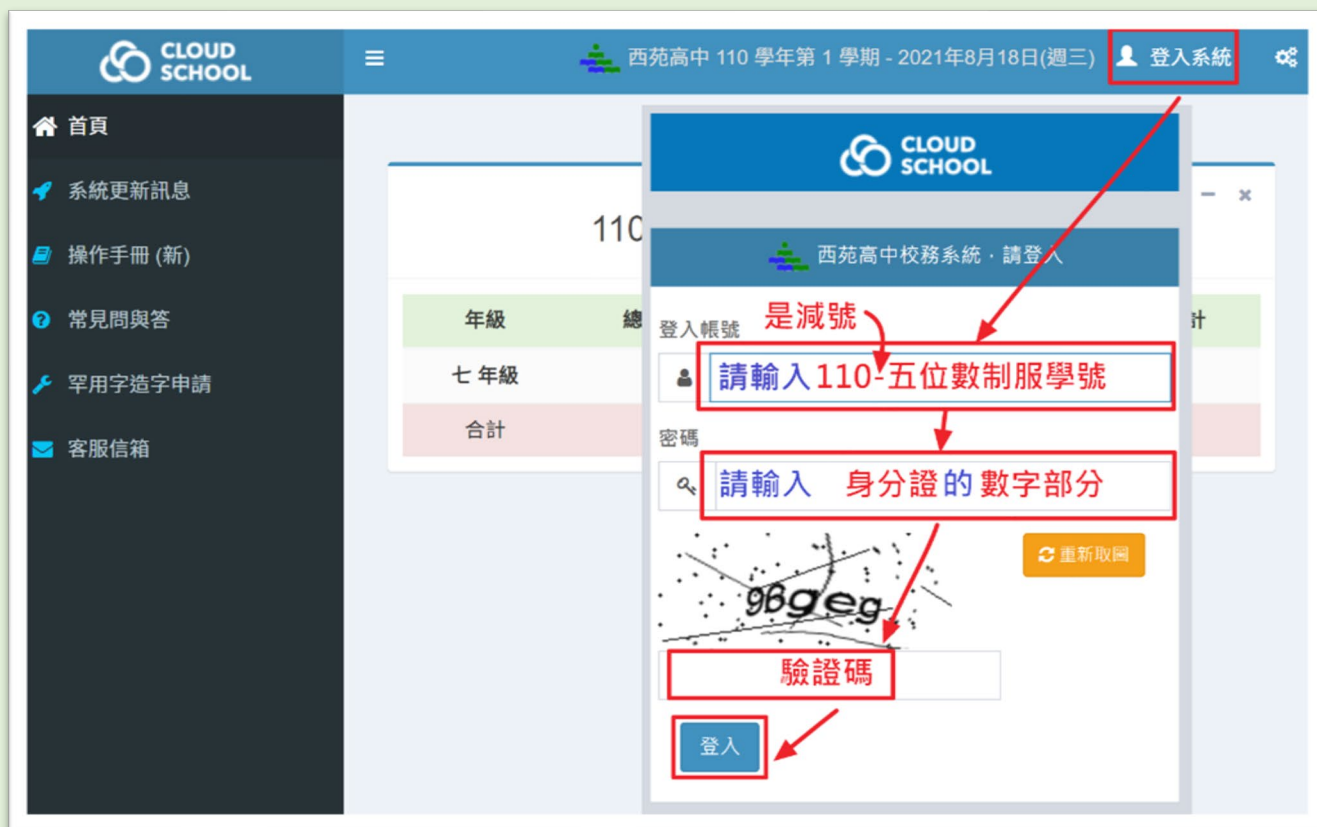 CLOUD
SCHOOL
西苑高中 110 學年第 1 學期 - 2021年8月18日(週三)
登入系統
首頁
系統更新訊息
操作手冊 (新)
常見問與答
罕用字造字申請
客服信箱
110
年級
總
計
七 年級
合計
CLOUD
SCHOOL
西苑高中校務系統 · 請登入
登入帳號
是減號
請輸入110-五位數制服學號
密碼
請輸入 身分證的數字部分
重新取圖
9Bgeg
驗證碼
登入